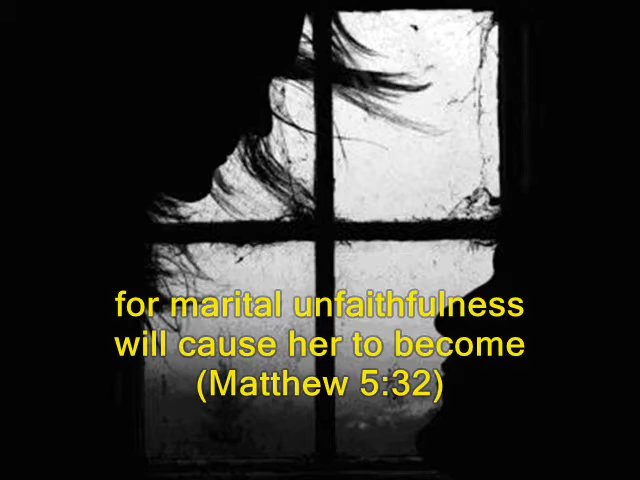 for marital unfaithfulness
will cause her to become
(Matthew 5:32)